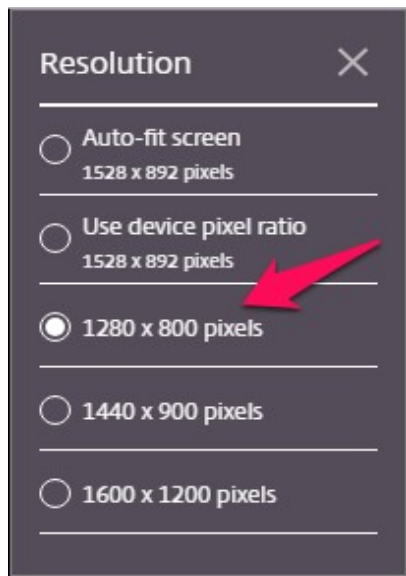 Resolution
Auto-fit screen
1528 x 892 pixels
Use device pixel ratio
1528 x 892 pixels
1280 x 800 pixels
1440 x 900 pixels
1600 x 1200 pixels